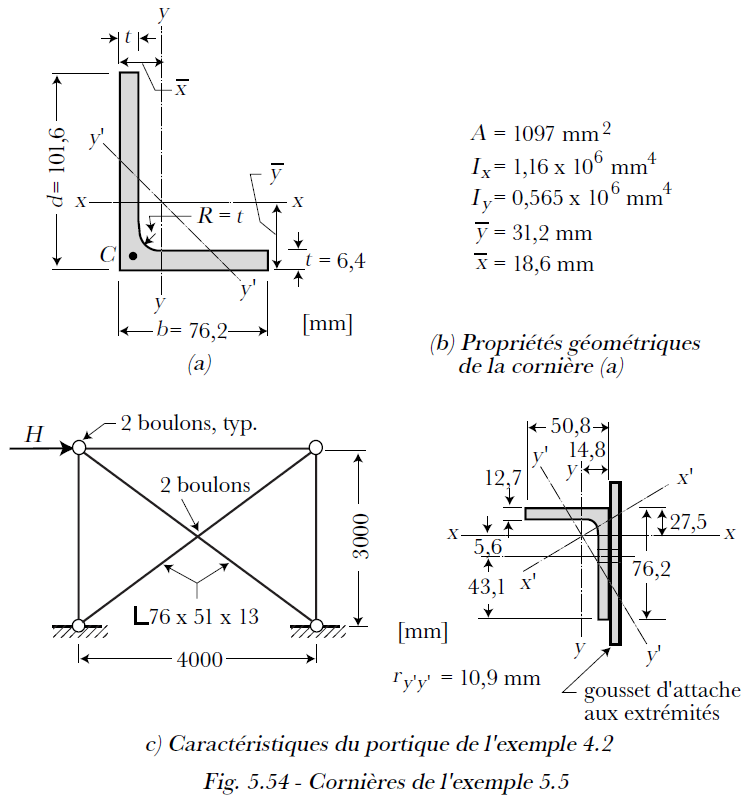 y
t
x̄
y'
d = 101,6
ȳ
x
x
R = t
C
t = 6,4
y'
y
b = 76,2
[mm]
(a)
A = 1097 mm²
Iₓ = 1,16 x 10⁶ mm⁴
I_y = 0,565 x 10⁶ mm⁴
ȳ = 31,2 mm
x̄ = 18,6 mm
(b) Propriétés géométriques
de la cornière (a)
H
2 boulons, typ.
2 boulons
L76 x 51 x 13
3000
4000
50,8
14,8
y'
y
x'
12,7
27,5
x
x
5,6
76,2
43,1
x'
[mm]
y
y'
r_y'y' = 10,9 mm
gousset d'attache
aux extrémités
c) Caractéristiques du portique de l'exemple 4.2
Fig. 5.54 - Cornières de l'exemple 5.5